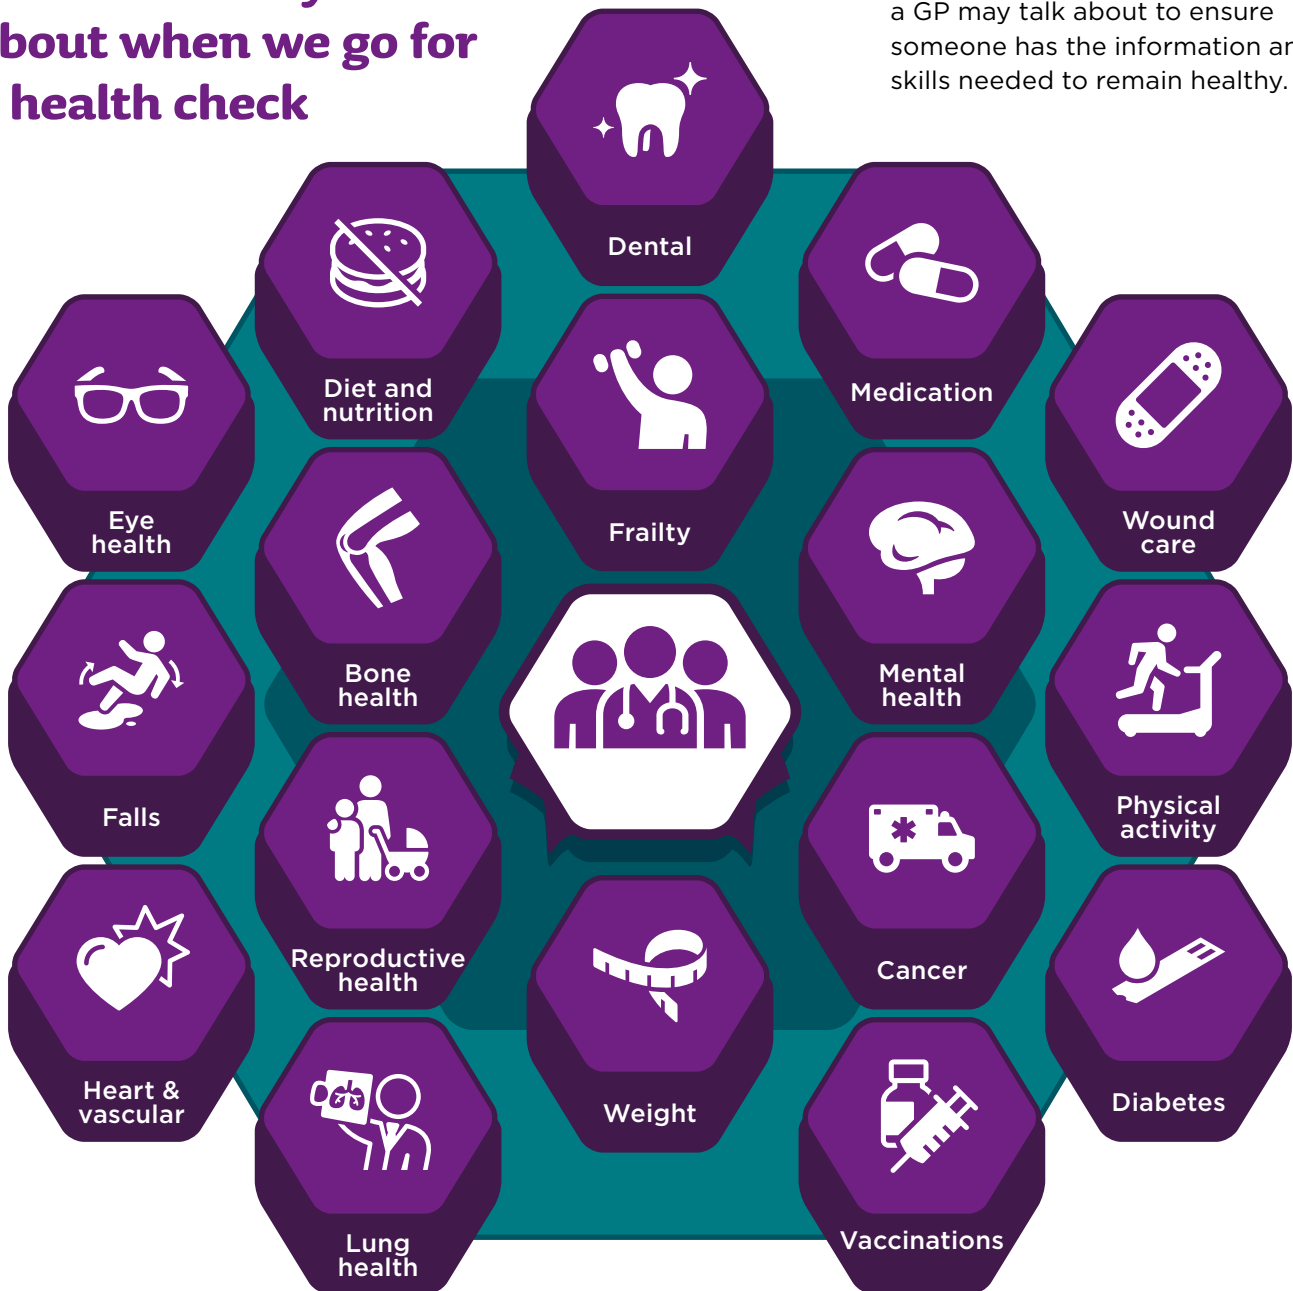 bout when we go for
health check
a GP may talk about to ensure
someone has the information
skills needed to remain healthy.
Dental
Diet and
nutrition
Medication
Eye
health
Frailty
Wound
care
Bone
health
Mental
health
Falls
Physical
activity
Reproductive
health
Cancer
Heart &
vascular
Weight
Diabetes
Lung
health
Vaccinations